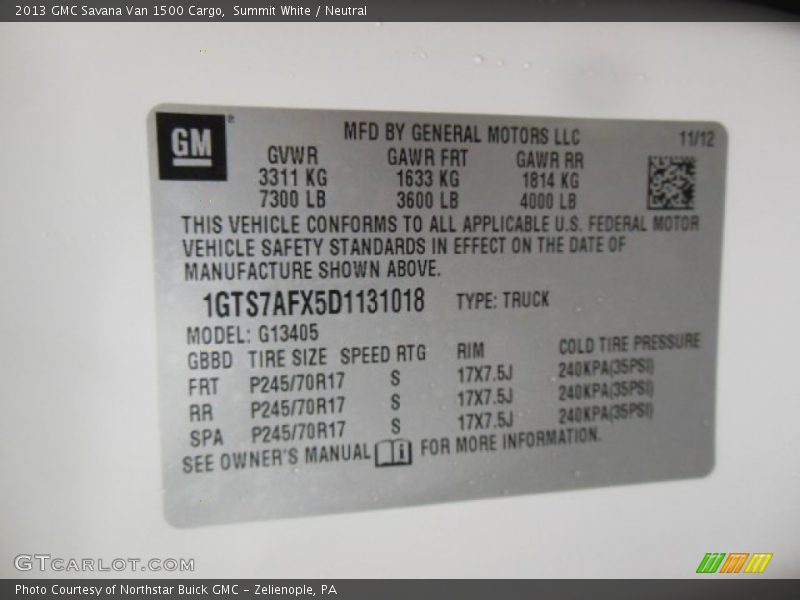 2013 GMC Savana Van 1500 Cargo, Summit White / Neutral
GM ®
MFD BY GENERAL MOTORS LLC 11/12
GVWR GAWR FRT GAWR RR
3311 KG 1633 KG 1814 KG
7300 LB 3600 LB 4000 LB
THIS VEHICLE CONFORMS TO ALL APPLICABLE U.S. FEDERAL MOTOR
VEHICLE SAFETY STANDARDS IN EFFECT ON THE DATE OF
MANUFACTURE SHOWN ABOVE.
1GTS7AFX5D1131018 TYPE: TRUCK
MODEL: G13405
GBBD TIRE SIZE SPEED RTG RIM COLD TIRE PRESSURE
FRT P245/70R17 S 17X7.5J 240KPA(35PSI)
RR P245/70R17 S 17X7.5J 240KPA(35PSI)
SPA P245/70R17 S 17X7.5J 240KPA(35PSI)
SEE OWNER'S MANUAL i FOR MORE INFORMATION.
GTCARLOT.COM
Photo Courtesy of Northstar Buick GMC - Zelienople, PA